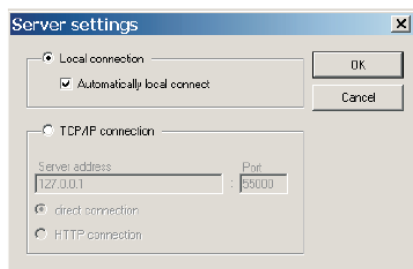 Server settings
Local connection
Automatically local connect
OK
Cancel
TCP/IP connection
Server address Port
127.0.0.1 : 55000
direct connection
HTTP connection